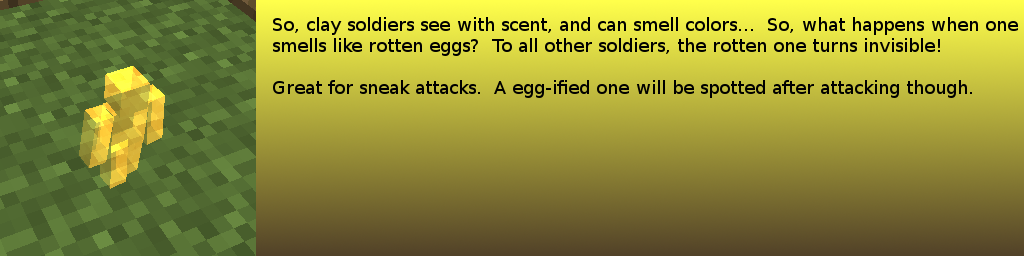 So, clay soldiers see with scent, and can smell colors...  So, what happens when one
smells like rotten eggs?  To all other soldiers, the rotten one turns invisible!
Great for sneak attacks.  A egg-ified one will be spotted after attacking though.